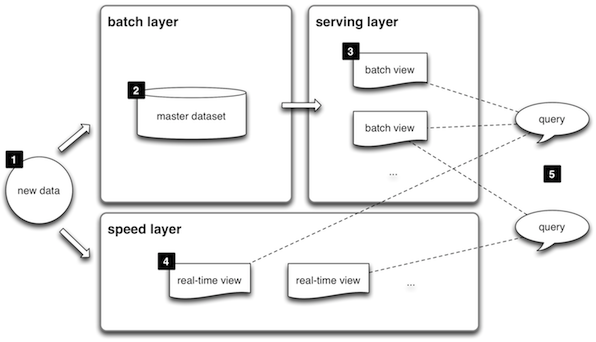 batch layer
serving layer
3
batch view
2
master dataset
batch view
query
...
1
new data
5
speed layer
query
4
real-time view
real-time view
...